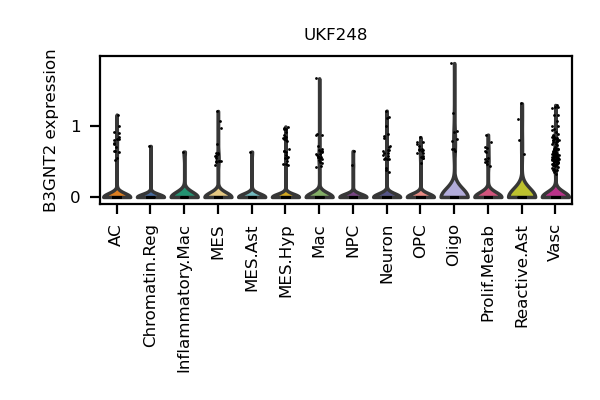 UKF248
B3GNT2 expression
1
0
AC
Chromatin.Reg
Inflammatory.Mac
MES
MES.Ast
MES.Hyp
Mac
NPC
Neuron
OPC
Oligo
Prolif.Metab
Reactive.Ast
Vasc